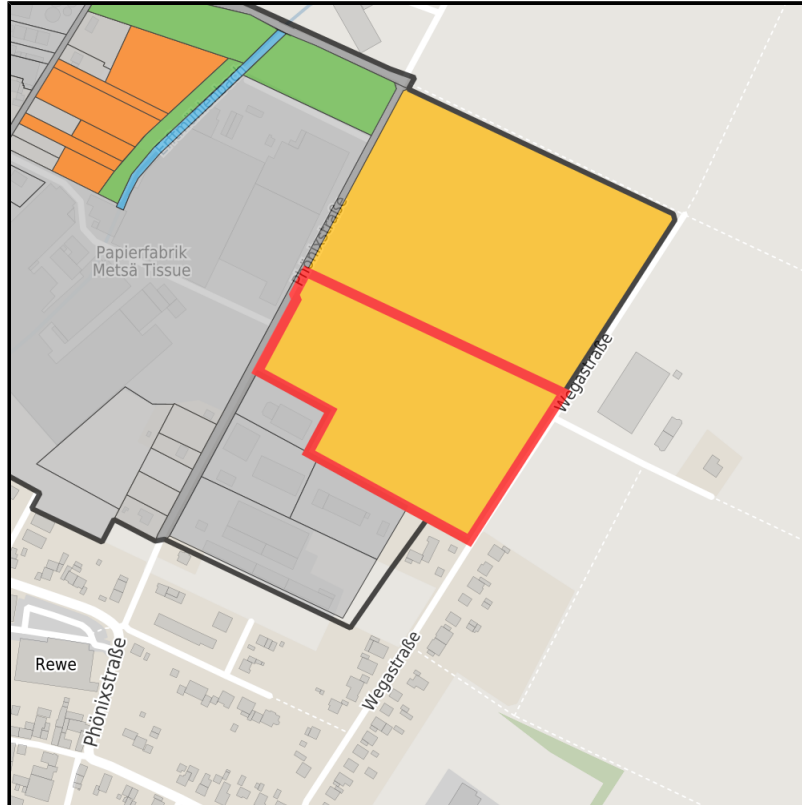 Phönixstraße
Papierfabrik
Metsä Tissue
Wegastraße
Rewe
Phönixstraße
Wegastraße